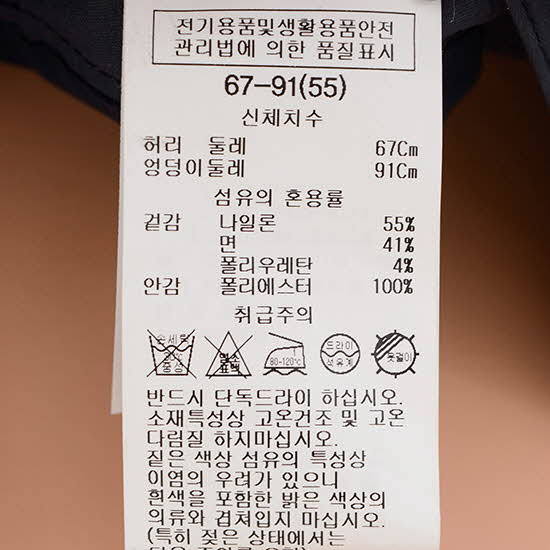 전기용품및생활용품안전
관리법에 의한 품질표시
67-91(55)
신체치수
허리 둘레 67Cm
엉덩이둘레 91Cm
섬유의 혼용률
겉감 나일론 55%
면 41%
폴리우레탄 4%
안감 폴리에스터 100%
취급주의
손세탁
중성
염소
표백
80-120℃
드라이
석유계
옷걸이
반드시 단독드라이 하십시오.
소재특성상 고온건조 및 고온
다림질 하지마십시오.
짙은 색상 섬유의 특성상
이염의 우려가 있으니
흰색을 포함한 밝은 색상의
의류와 겹쳐입지 마십시오.
(특히 젖은 상태에서는